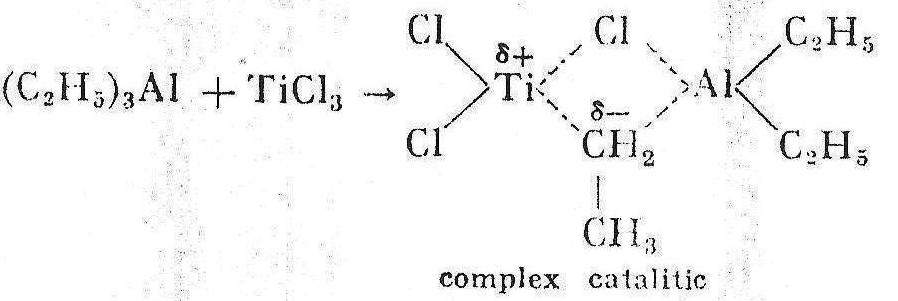 Cl Cl C₂H₅
δ+
(C₂H₅)₃Al + TiCl₃ → Ti Al
δ−
Cl CH₂ C₂H₅
CH₃
complex catalitic